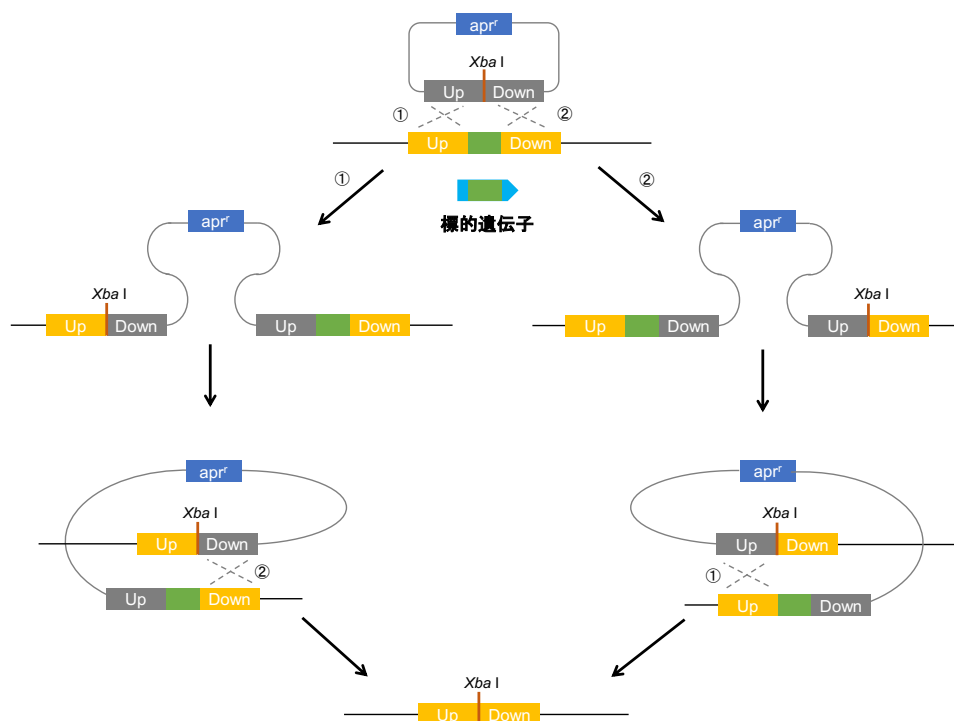 aprʳ
Xba I
Up Down
① ②
Up Down
① ②
標的遺伝子
aprʳ aprʳ
Xba I Xba I
Up Down Up Down Up Down Up Down
aprʳ aprʳ
Xba I Xba I
Up Down Up Down
② ①
Up Down Up Down
Xba I
Up Down